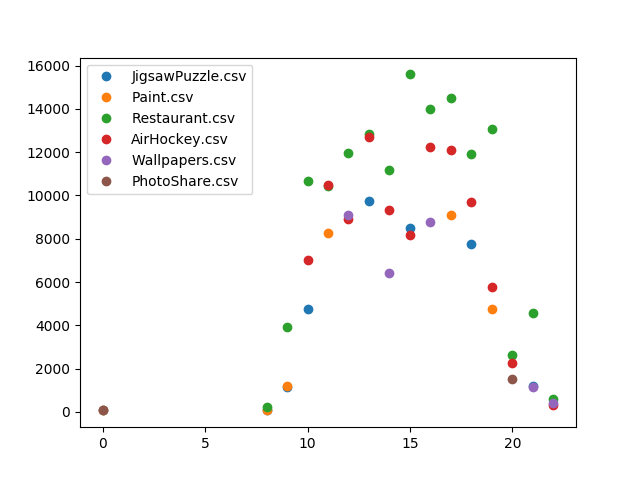 16000
14000
12000
10000
8000
6000
4000
2000
0
JigsawPuzzle.csv
Paint.csv
Restaurant.csv
AirHockey.csv
Wallpapers.csv
PhotoShare.csv
0 5 10 15 20